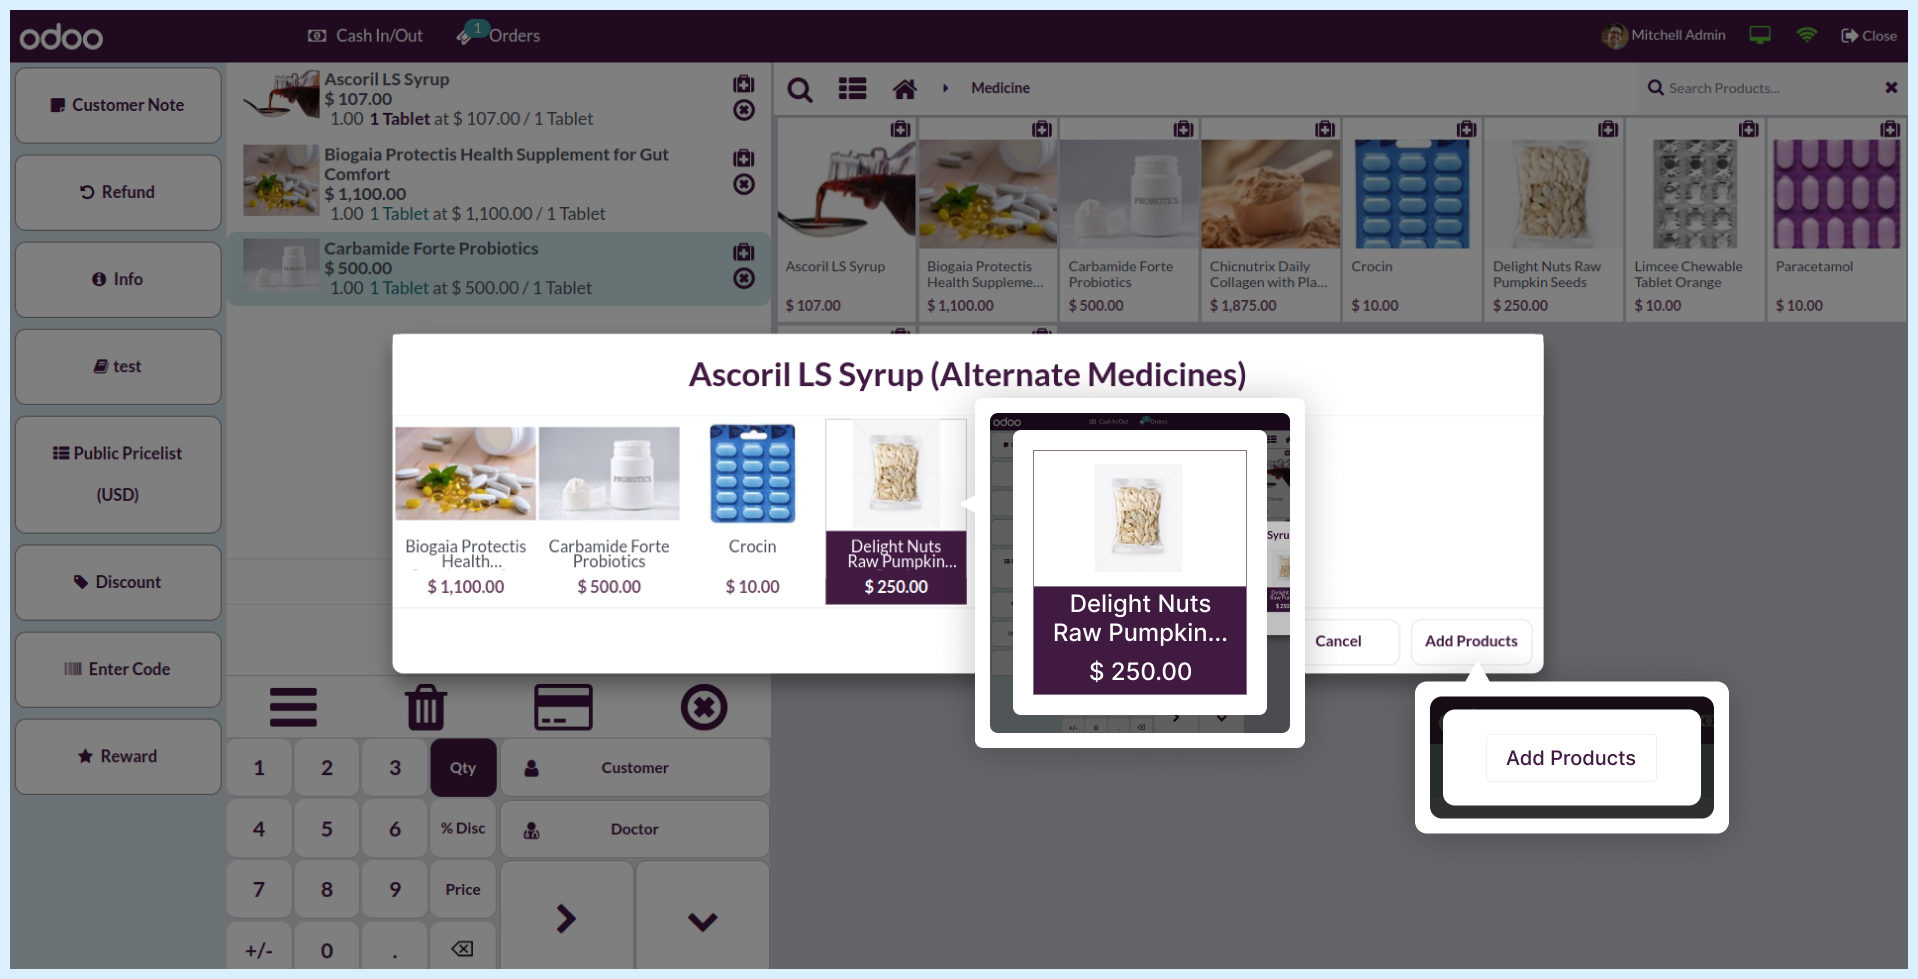 odoo
Cash In/Out
1
Orders
Mitchell Admin
Close
Customer Note
Refund
Info
test
Public Pricelist
(USD)
Discount
Enter Code
Reward
Ascoril LS Syrup
$ 107.00
1.00 1 Tablet at $ 107.00 / 1 Tablet
Biogaia Protectis Health Supplement for Gut
Comfort
$ 1,100.00
1.00 1 Tablet at $ 1,100.00 / 1 Tablet
Carbamide Forte Probiotics
$ 500.00
1.00 1 Tablet at $ 500.00 / 1 Tablet
Medicine
Search Products...
PROBIOTICS
Ascoril LS Syrup
$ 107.00
Biogaia Protectis
Health Suppleme...
$ 1,100.00
Carbamide Forte
Probiotics
$ 500.00
Chicnutrix Daily
Collagen with Pla...
$ 1,875.00
Crocin
$ 10.00
Delight Nuts Raw
Pumpkin Seeds
$ 250.00
Limcee Chewable
Tablet Orange
$ 10.00
Paracetamol
$ 10.00
Ascoril LS Syrup (Alternate Medicines)
PROBIOTICS
Biogaia Protectis
Health...
$ 1,100.00
Carbamide Forte
Probiotics
$ 500.00
Crocin
$ 10.00
Delight Nuts
Raw Pumpkin...
$ 250.00
odoo
Cash In/Out
Orders
Syru
Delight Nuts
Raw Pumpkin...
$ 250.00
Cancel
Add Products
Add Products
1
2
3
Qty
Customer
4
5
6
% Disc
Doctor
7
8
9
Price
+/-
0
.